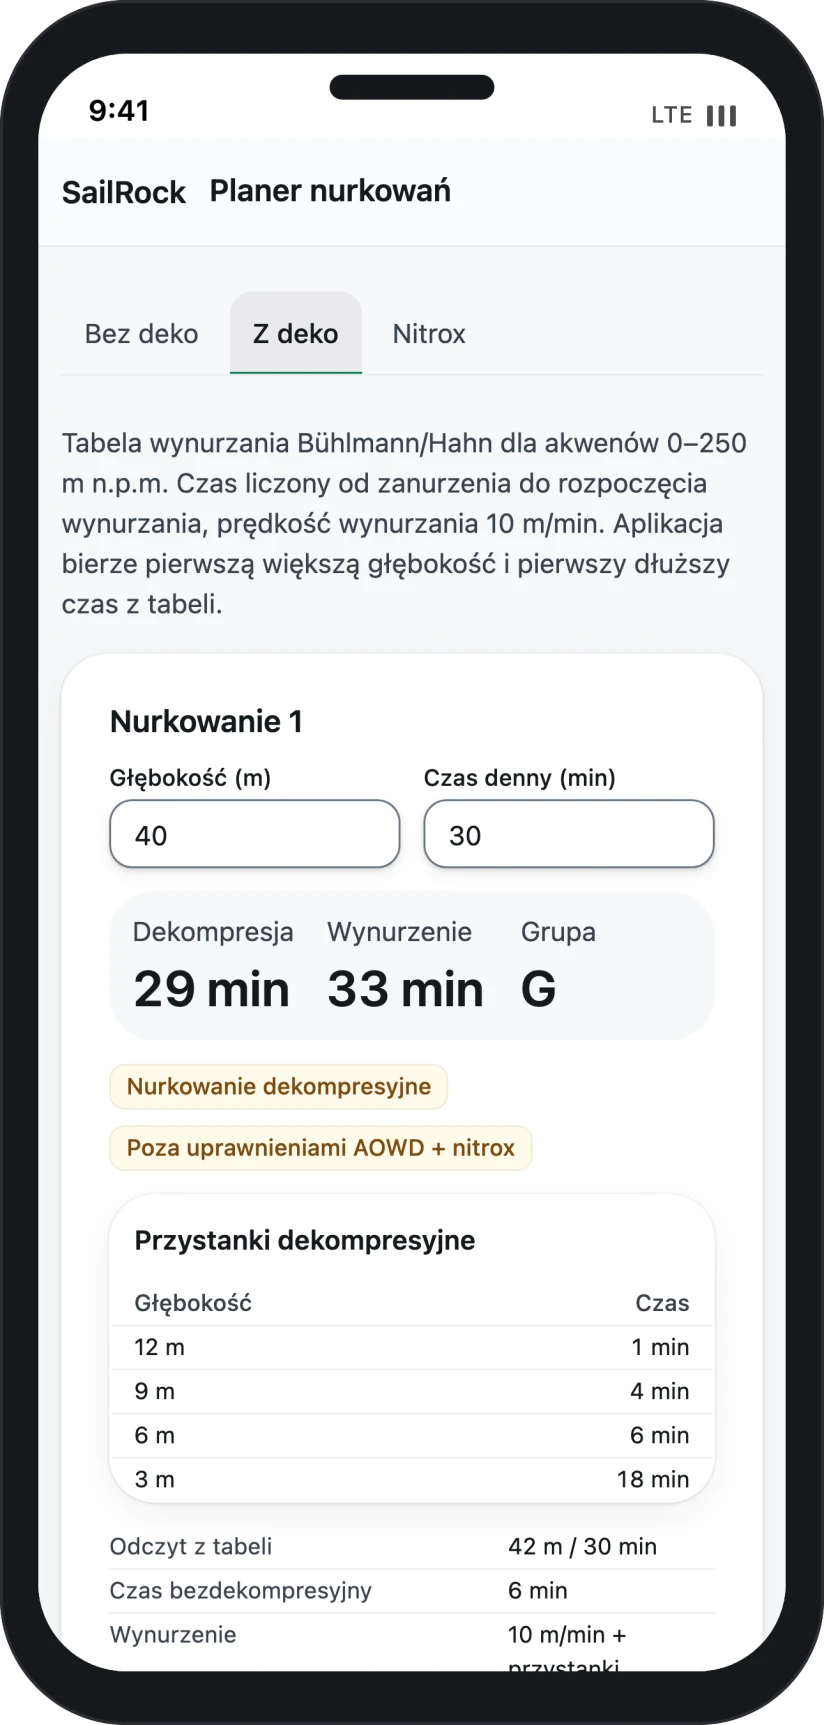 9:41
LTE
SailRock Planer nurkowań
Bez deko Z deko Nitrox
Tabela wynurzania Bühlmann/Hahn dla akwenów 0–250
m n.p.m. Czas liczony od zanurzenia do rozpoczęcia
wynurzania, prędkość wynurzania 10 m/min. Aplikacja
bierze pierwszą większą głębokość i pierwszy dłuższy
czas z tabeli.
Nurkowanie 1
Głębokość (m) Czas denny (min)
40 30
Dekompresja Wynurzenie Grupa
29 min 33 min G
Nurkowanie dekompresyjne
Poza uprawnieniami AOWD + nitrox
Przystanki dekompresyjne
Głębokość Czas
12 m 1 min
9 m 4 min
6 m 6 min
3 m 18 min
Odczyt z tabeli 42 m / 30 min
Czas bezdekompresyjny 6 min
Wynurzenie 10 m/min +
przystanki